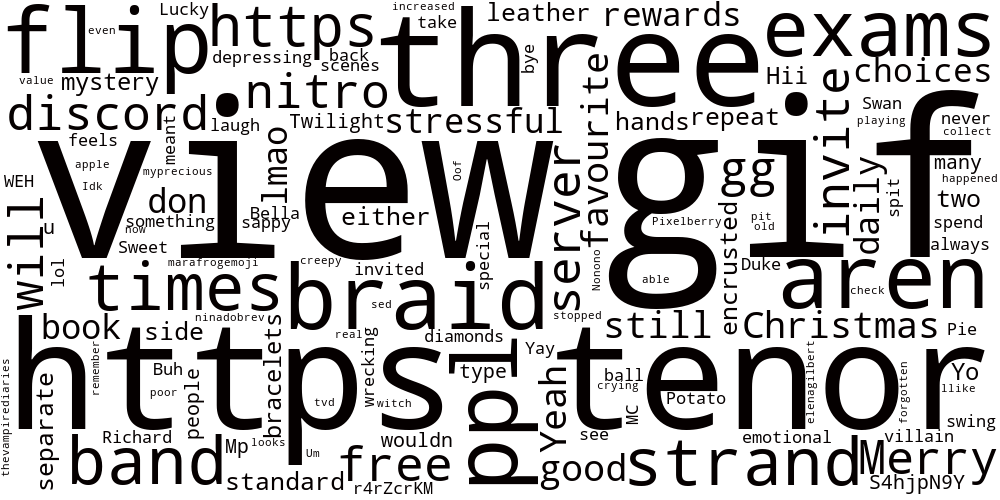 Lucky
increased
flip
even
https
take
leather
rewards
exams
three
depressing
back
scenes
bye
value
mystery
nitro
Hii
choices
discord
laugh
Twilight
stressful
favourite
hands
repeat
invite
Swan
playing
never
collect
feels
meant
lmao
apple
Idk
myprecious
WEH
view
Oof
gif
gg
many
happened
spit
daily
don
something
now
Bella
sappy
either
server
Pixelberry
pit
old
two
spend
will
u
Sweet
always
lol
marafrogemoji
creepy
invited
special
Nonono
able
encrusted
Duke
aren
times
braid
sed
stopped
check
ninadobrev
book
side
real
diamonds
still
Christmas
Pie
https
remember
bracelets
wrecking
Yay
ppl
type
tenor
elenagilbert
forgotten
Yo
llike
thevampirediaries
separate
Buh
poor
people
tvd
witch
Yeah
ball
crying
MC
Potato
swing
Richard
Mp
looks
Um
wouldn
see
emotional
villain
band
standard
free
r4rZcrKM
good
strand
Merry
S4hjpN9Y